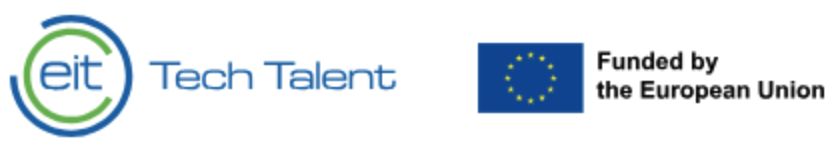 eit Tech Talent
Funded by
the European Union